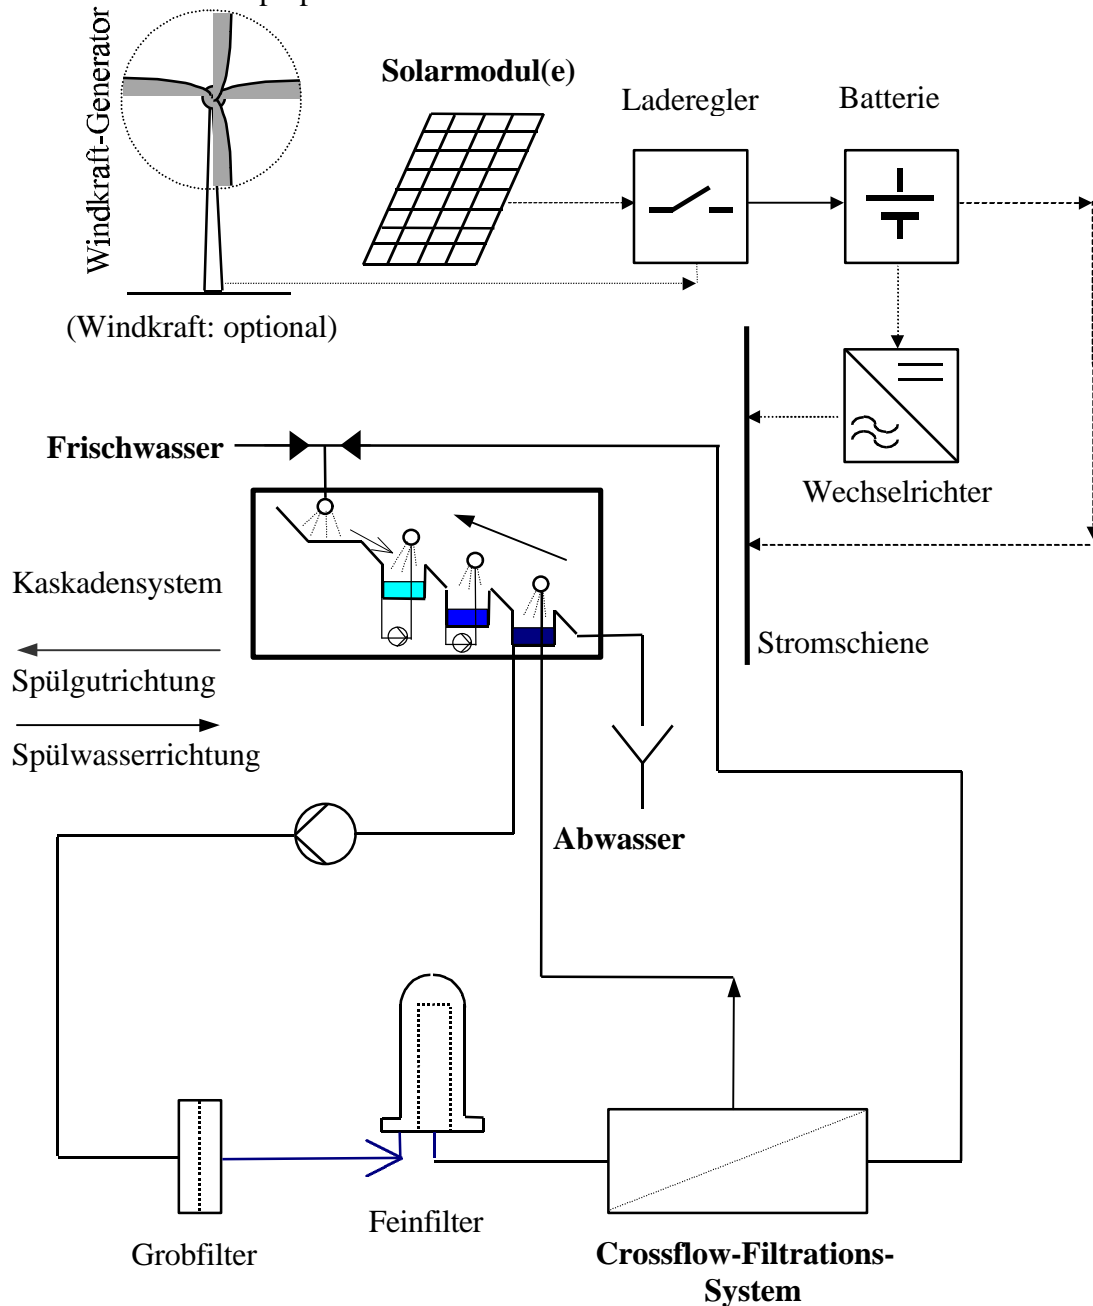 Windkraft-Generator
Solarmodul(e)
Laderegler
Batterie
(Windkraft: optional)
Frischwasser
Wechselrichter
Kaskadensystem
Stromschiene
Spülgutrichtung
Spülwasserrichtung
Abwasser
Feinfilter
Grobfilter
Crossflow-Filtrations-
System